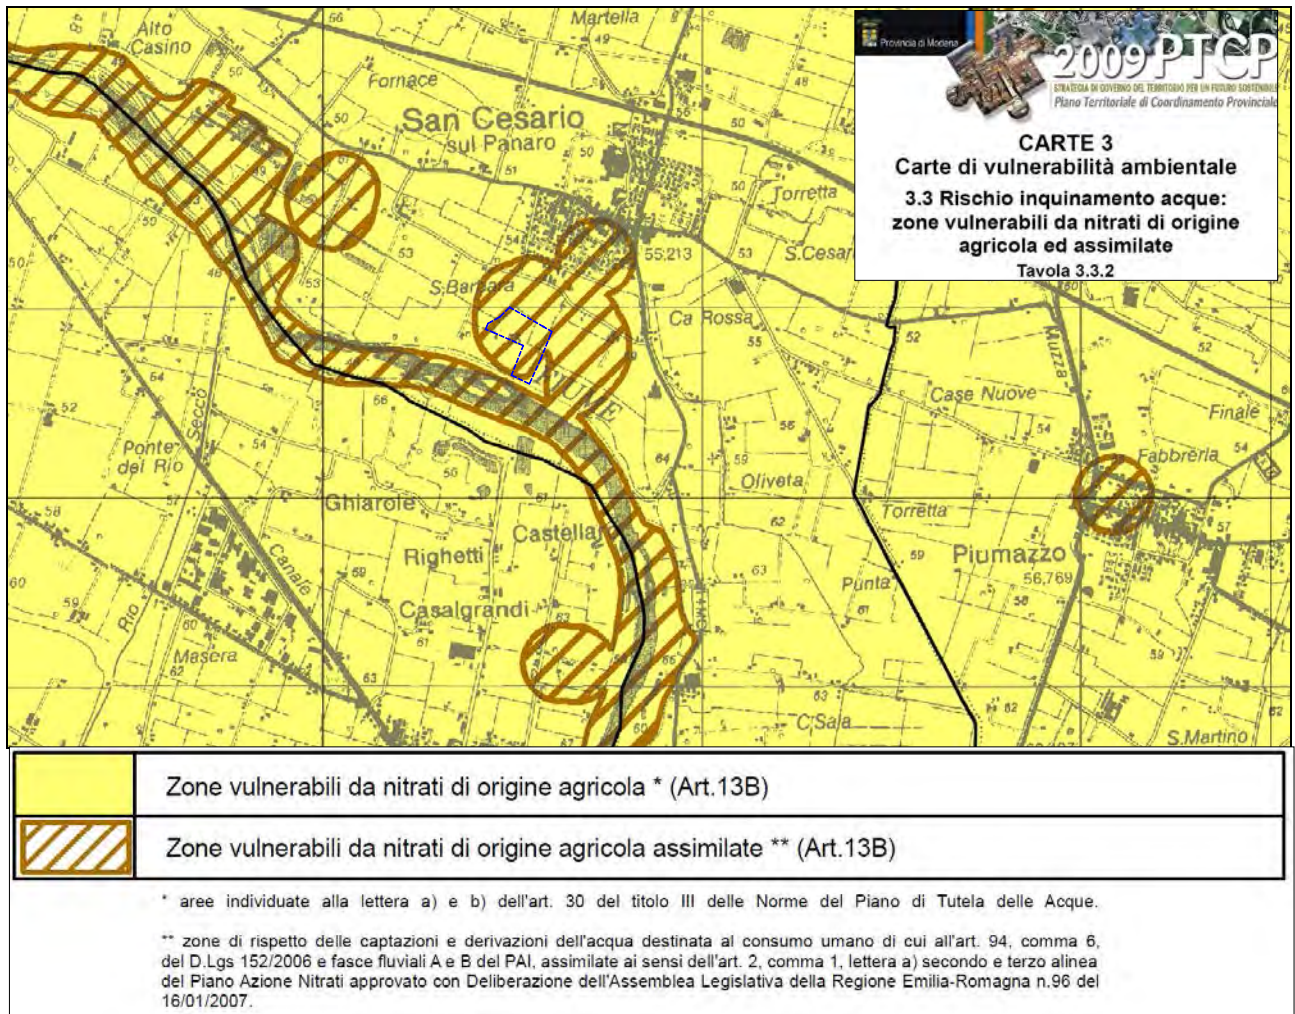 Provincia di Modena
2009 PTCP
STRATEGIA DI GOVERNO DEL TERRITORIO PER UN FUTURO SOSTENIBILE
Piano Territoriale di Coordinamento Provinciale
CARTE 3
Carte di vulnerabilità ambientale
3.3 Rischio inquinamento acque:
zone vulnerabili da nitrati di origine
agricola ed assimilate
Tavola 3.3.2
Alto
Casino
Martella
Fornace
San Cesario
sul Panaro
Torretta
S.Cesar
55.213
S.Barbara
Ca Rossa
FIUME
Muzza
Case Nuove
Finale
Fabbreria
Secco
Ponte
del Rio
Ghiarole
Castellar
Oliveta
Torretta
Righetti
Piumazzo
56,769
Canale
Punta
Casalgrandi
Rio
Masera
C.Sala
S.Martino
Zone vulnerabili da nitrati di origine agricola * (Art.13B)
Zone vulnerabili da nitrati di origine agricola assimilate ** (Art.13B)
* aree individuate alla lettera a) e b) dell'art. 30 del titolo III delle Norme del Piano di Tutela delle Acque.
** zone di rispetto delle captazioni e derivazioni dell'acqua destinata al consumo umano di cui all'art. 94, comma 6,
del D.Lgs 152/2006 e fasce fluviali A e B del PAI, assimilate ai sensi dell'art. 2, comma 1, lettera a) secondo e terzo alinea
del Piano Azione Nitrati approvato con Deliberazione dell'Assemblea Legislativa della Regione Emilia-Romagna n.96 del
16/01/2007.